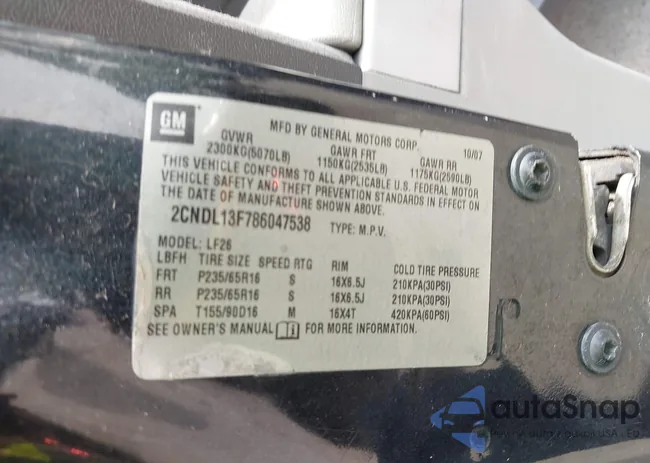 GM
MFD BY GENERAL MOTORS CORP. 10/07
GVWR GAWR FRT GAWR RR
2300KG(5070LB) 1150KG(2535LB) 1175KG(2590LB)
THIS VEHICLE CONFORMS TO ALL APPLICABLE U.S. FEDERAL MOTOR
VEHICLE SAFETY AND THEFT PREVENTION STANDARDS IN EFFECT ON
THE DATE OF MANUFACTURE SHOWN ABOVE.
2CNDL13F786047538 TYPE: M.P.V.
MODEL: LF26
LBFH TIRE SIZE SPEED RTG RIM COLD TIRE PRESSURE
FRT P235/65R16 S 16X6.5J 210KPA(30PSI)
RR P235/65R16 S 16X6.5J 210KPA(30PSI)
SPA T155/90D16 M 16X4T 420KPA(60PSI)
SEE OWNER'S MANUAL i FOR MORE INFORMATION.
autoSnap